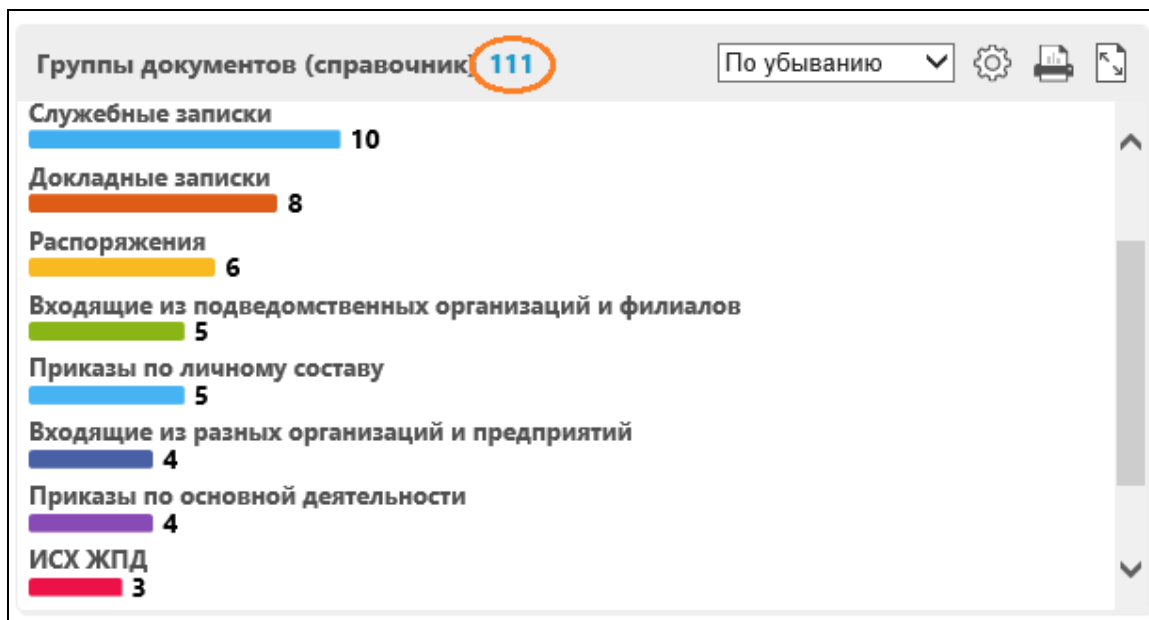 Группы документов (справочник) 111 По убыванию
Служебные записки
10
Докладные записки
8
Распоряжения
6
Входящие из подведомственных организаций и филиалов
5
Приказы по личному составу
5
Входящие из разных организаций и предприятий
4
Приказы по основной деятельности
4
ИСХ ЖПД
3